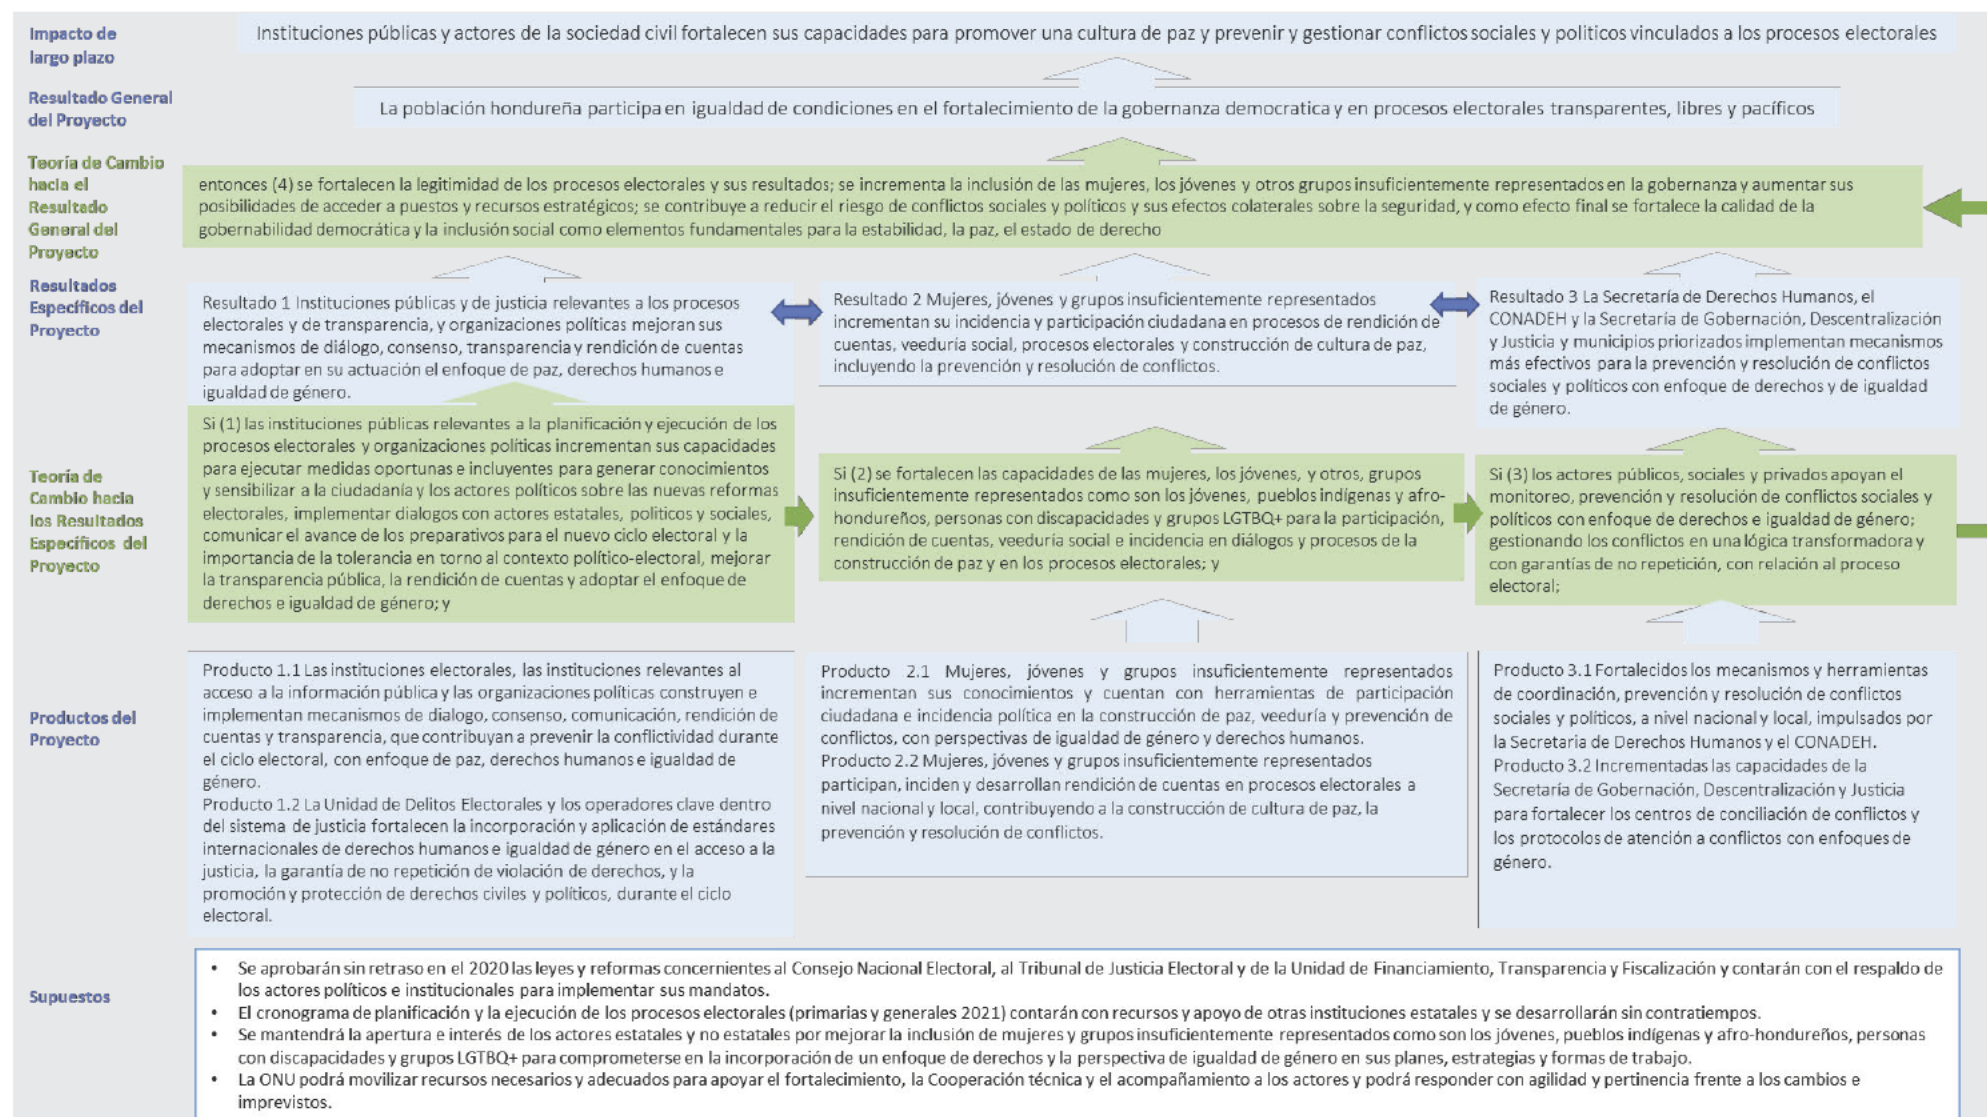 Impacto de
largo plazo
Instituciones públicas y actores de la sociedad civil fortalecen sus capacidades para promover una cultura de paz y prevenir y gestionar conflictos sociales y politicos vinculados a los procesos electorales
Resultado General
del Proyecto
La población hondureña participa en igualdad de condiciones en el fortalecimiento de la gobernanza democratica y en procesos electorales transparentes, libres y pacíficos
Teoría de Cambio
hacia el
Resultado
General del
Proyecto
entonces (4) se fortalecen la legitimidad de los procesos electorales y sus resultados; se incrementa la inclusión de las mujeres, los jóvenes y otros grupos insuficientemente representados en la gobernanza y aumentar sus
posibilidades de acceder a puestos y recursos estratégicos; se contribuye a reducir el riesgo de conflictos sociales y políticos y sus efectos colaterales sobre la seguridad, y como efecto final se fortalece la calidad de la
gobernabilidad democrática y la inclusión social como elementos fundamentales para la estabilidad, la paz, el estado de derecho
Resultados
Específicos del
Proyecto
Resultado 1 Instituciones públicas y de justicia relevantes a los procesos
electorales y de transparencia, y organizaciones políticas mejoran sus
mecanismos de diálogo, consenso, transparencia y rendición de cuentas
para adoptar en su actuación el enfoque de paz, derechos humanos e
igualdad de género.
Resultado 2 Mujeres, jóvenes y grupos insuficientemente representados
incrementan su incidencia y participación ciudadana en procesos de rendición de
cuentas, veeduría social, procesos electorales y construcción de cultura de paz,
incluyendo la prevención y resolución de conflictos.
Resultado 3 La Secretaría de Derechos Humanos, el
CONADEH y la Secretaría de Gobernación, Descentralización
y Justicia y municipios priorizados implementan mecanismos
más efectivos para la prevención y resolución de conflictos
sociales y políticos con enfoque de derechos y de igualdad
de género.
Teoría de
Cambio hacia
los Resultados
Específicos del
Proyecto
Si (1) las instituciones públicas relevantes a la planificación y ejecución de los
procesos electorales y organizaciones políticas incrementan sus capacidades
para ejecutar medidas oportunas e incluyentes para generar conocimientos
y sensibilizar a la ciudadanía y los actores políticos sobre las nuevas reformas
electorales, implementar dialogos con actores estatales, politicos y sociales,
comunicar el avance de los preparativos para el nuevo ciclo electoral y la
importancia de la tolerancia en torno al contexto político-electoral, mejorar
la transparencia pública, la rendición de cuentas y adoptar el enfoque de
derechos e igualdad de género; y
Si (2) se fortalecen las capacidades de las mujeres, los jóvenes, y otros, grupos
insuficientemente representados como son los jóvenes, pueblos indígenas y afro-
hondureños, personas con discapacidades y grupos LGTBQ+ para la participación,
rendición de cuentas, veeduría social e incidencia en diálogos y procesos de la
construcción de paz y en los procesos electorales; y
Si (3) los actores públicos, sociales y privados apoyan el
monitoreo, prevención y resolución de conflictos sociales y
políticos con enfoque de derechos e igualdad de género;
gestionando los conflictos en una lógica transformadora y
con garantías de no repetición, con relación al proceso
electoral;
Productos del
Proyecto
Producto 1.1 Las instituciones electorales, las instituciones relevantes al
acceso a la información pública y las organizaciones políticas construyen e
implementan mecanismos de dialogo, consenso, comunicación, rendición de
cuentas y transparencia, que contribuyan a prevenir la conflictividad durante
el ciclo electoral, con enfoque de paz, derechos humanos e igualdad de
género.
Producto 1.2 La Unidad de Delitos Electorales y los operadores clave dentro
del sistema de justicia fortalecen la incorporación y aplicación de estándares
internacionales de derechos humanos e igualdad de género en el acceso a la
justicia, la garantía de no repetición de violación de derechos, y la
promoción y protección de derechos civiles y políticos, durante el ciclo
electoral.
Producto 2.1 Mujeres, jóvenes y grupos insuficientemente representados
incrementan sus conocimientos y cuentan con herramientas de participación
ciudadana e incidencia política en la construcción de paz, veeduría y prevención de
conflictos, con perspectivas de igualdad de género y derechos humanos.
Producto 2.2 Mujeres, jóvenes y grupos insuficientemente representados
participan, inciden y desarrollan rendición de cuentas en procesos electorales a
nivel nacional y local, contribuyendo a la construcción de cultura de paz, la
prevención y resolución de conflictos.
Producto 3.1 Fortalecidos los mecanismos y herramientas
de coordinación, prevención y resolución de conflictos
sociales y políticos, a nivel nacional y local, impulsados por
la Secretaria de Derechos Humanos y el CONADEH.
Producto 3.2 Incrementadas las capacidades de la
Secretaría de Gobernación, Descentralización y Justicia
para fortalecer los centros de conciliación de conflictos y
los protocolos de atención a conflictos con enfoques de
género.
Supuestos
• Se aprobarán sin retraso en el 2020 las leyes y reformas concernientes al Consejo Nacional Electoral, al Tribunal de Justicia Electoral y de la Unidad de Financiamiento, Transparencia y Fiscalización y contarán con el respaldo de
los actores políticos e institucionales para implementar sus mandatos.
• El cronograma de planificación y la ejecución de los procesos electorales (primarias y generales 2021) contarán con recursos y apoyo de otras instituciones estatales y se desarrollarán sin contratiempos.
• Se mantendrá la apertura e interés de los actores estatales y no estatales por mejorar la inclusión de mujeres y grupos insuficientemente representados como son los jóvenes, pueblos indígenas y afro-hondureños, personas
con discapacidades y grupos LGTBQ+ para comprometerse en la incorporación de un enfoque de derechos y la perspectiva de igualdad de género en sus planes, estrategias y formas de trabajo.
• La ONU podrá movilizar recursos necesarios y adecuados para apoyar el fortalecimiento, la Cooperación técnica y el acompañamiento a los actores y podrá responder con agilidad y pertinencia frente a los cambios e
imprevistos.